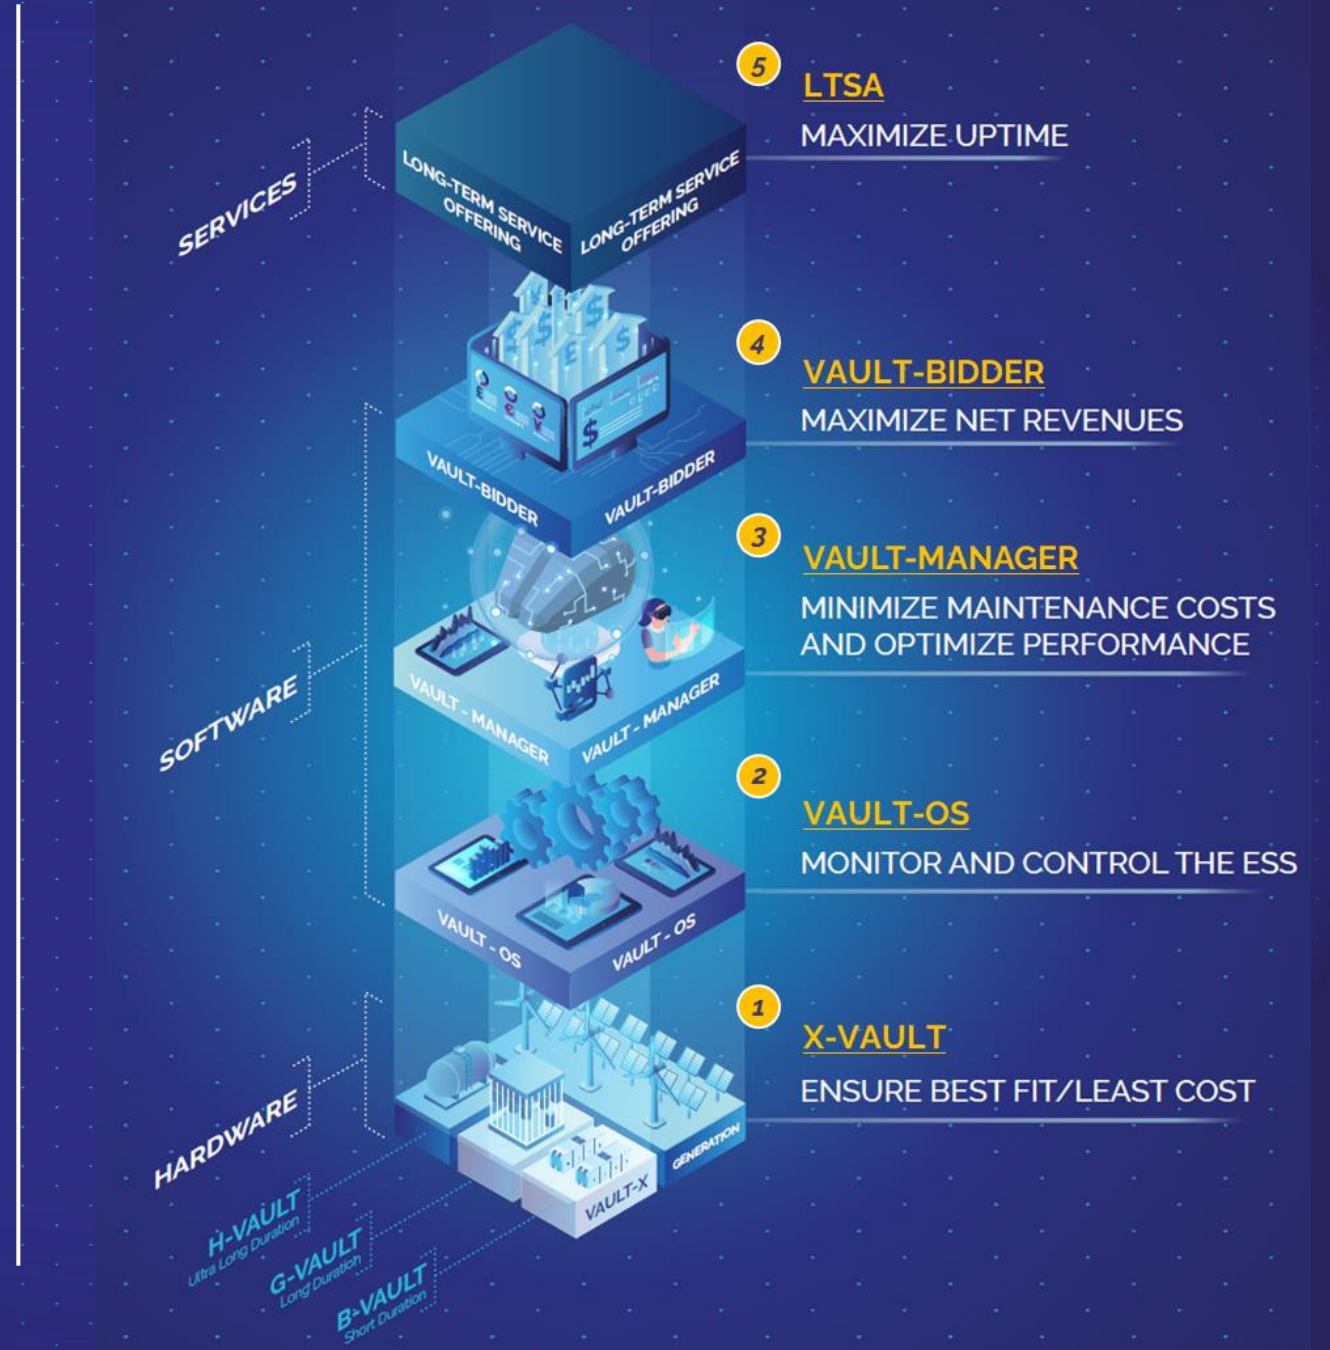 5
LTSA
MAXIMIZE UPTIME
SERVICES
LONG-TERM SERVICE
OFFERING
LONG-TERM SERVICE
OFFERING
4
VAULT-BIDDER
MAXIMIZE NET REVENUES
VAULT-BIDDER
VAULT-BIDDER
3
VAULT-MANAGER
MINIMIZE MAINTENANCE COSTS
AND OPTIMIZE PERFORMANCE
SOFTWARE
VAULT - MANAGER
VAULT - MANAGER
2
VAULT-OS
MONITOR AND CONTROL THE ESS
VAULT - OS
VAULT - OS
1
X-VAULT
ENSURE BEST FIT/LEAST COST
HARDWARE
GENERATION
VAULT-X
H-VAULT
Ultra Long Duration
G-VAULT
Long Duration
B-VAULT
Short Duration